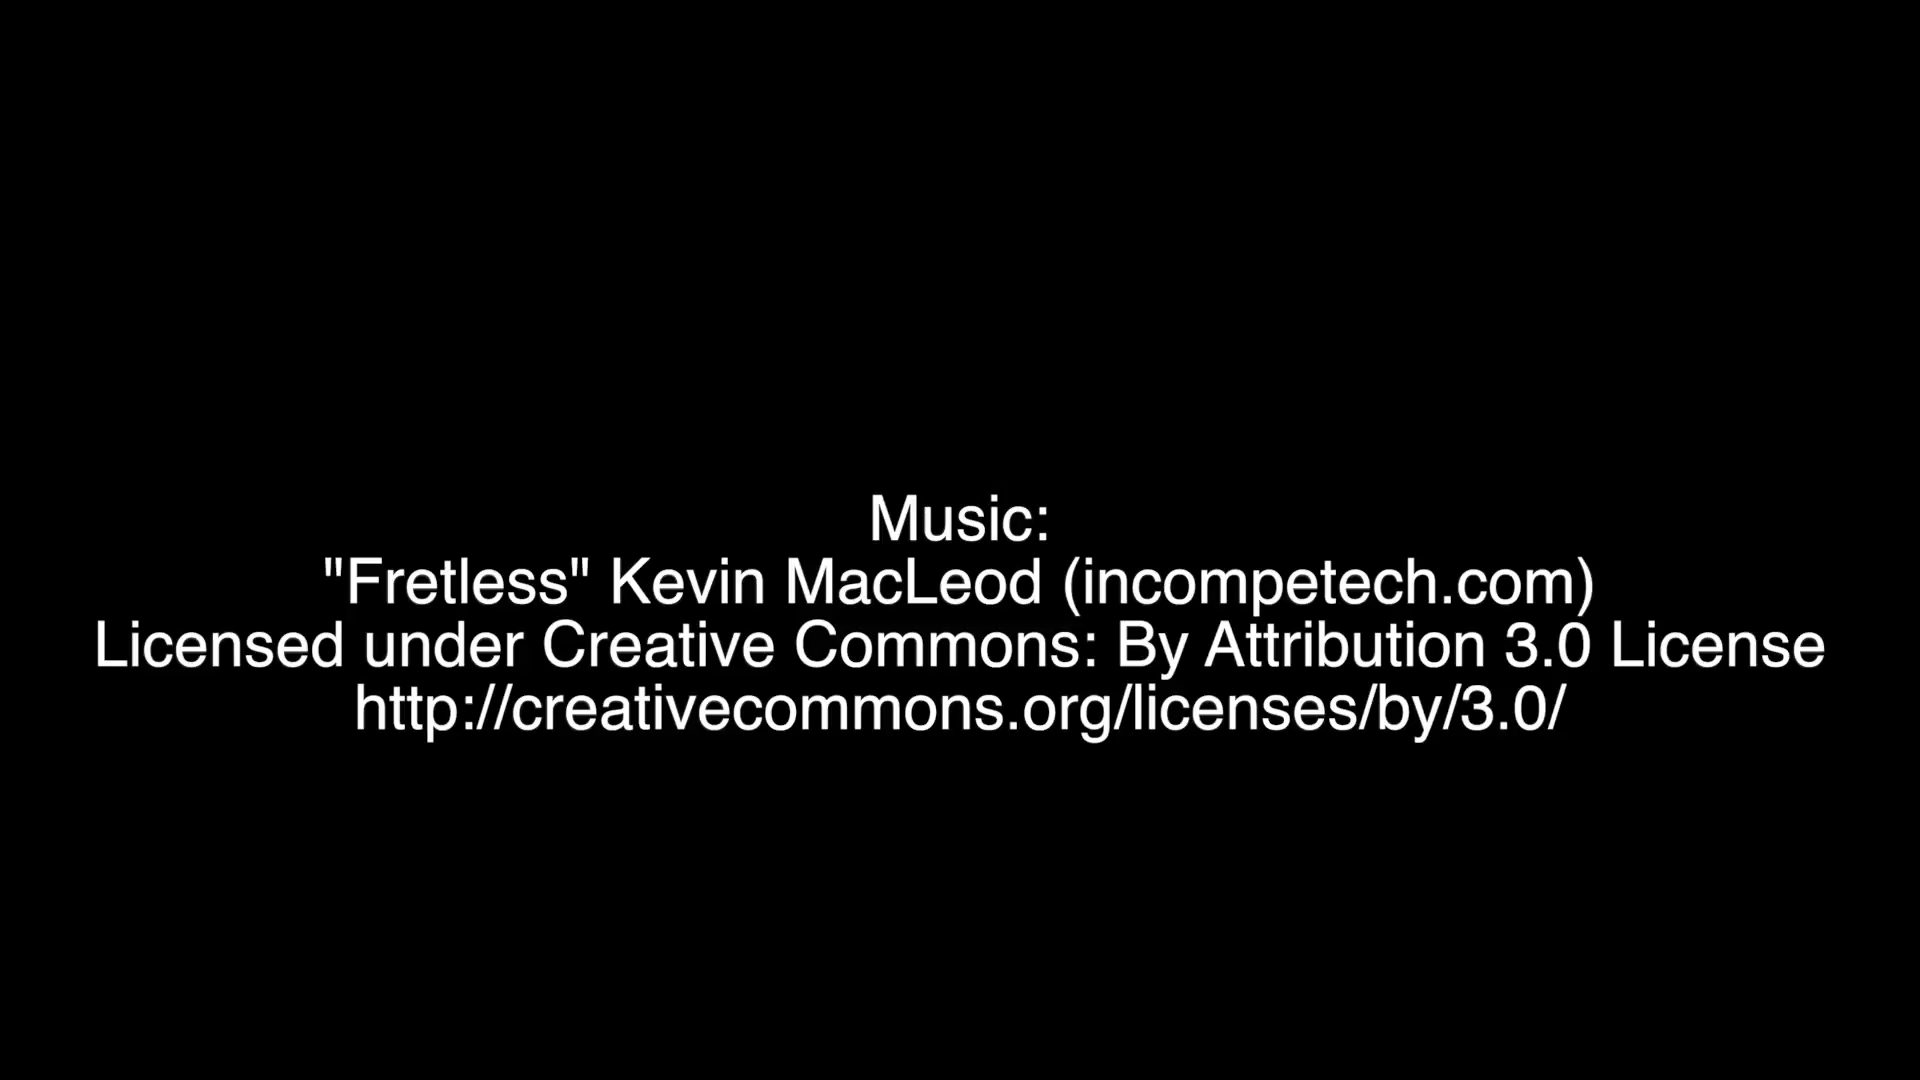 Music:
"Fretless" Kevin MacLeod (incompetech.com)
Licensed under Creative Commons: By Attribution 3.0 License
http://creativecommons.org/licenses/by/3.0/